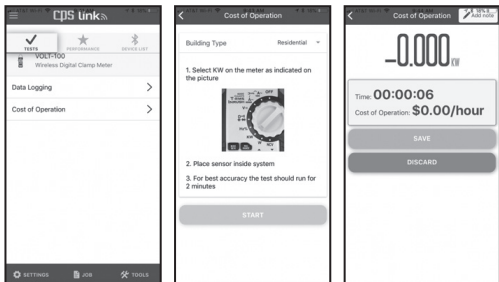 CPS Link
TESTS
PERFORMANCE
DEVICE LIST
VOLT-100
Wireless Digital Clamp Meter
Data Logging
Cost of Operation
SETTINGS
JOB
TOOLS
Cost of Operation
Building Type Residential
1. Select KW on the meter as indicated on
the picture
OFF
2. Place sensor inside system
3. For best accuracy the test should run for
2 minutes
START
Cost of Operation
Add note
-0.000 KW
Time: 00:00:06
Cost of Operation: $0.00/hour
SAVE
DISCARD